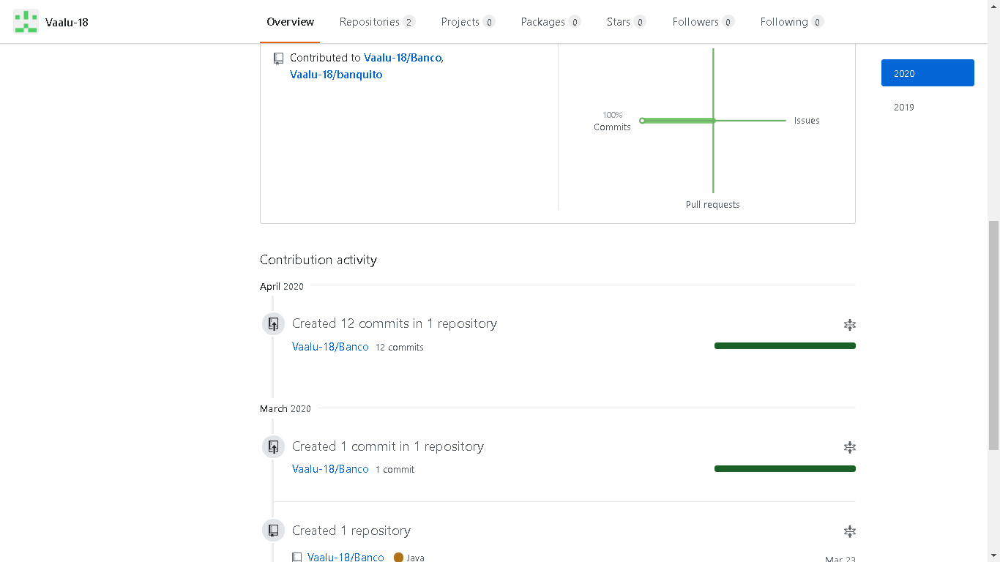 Vaalu-18
Overview Repositories 2 Projects 0 Packages 0 Stars 0 Followers 0 Following 0
Contributed to Vaalu-18/Banco,
Vaalu-18/banquito
100%
Commits
Issues
Pull requests
2020
2019
Contribution activity
April 2020
Created 12 commits in 1 repository
Vaalu-18/Banco 12 commits
March 2020
Created 1 commit in 1 repository
Vaalu-18/Banco 1 commit
Created 1 repository
Vaalu-18/Banco Java Mar 23